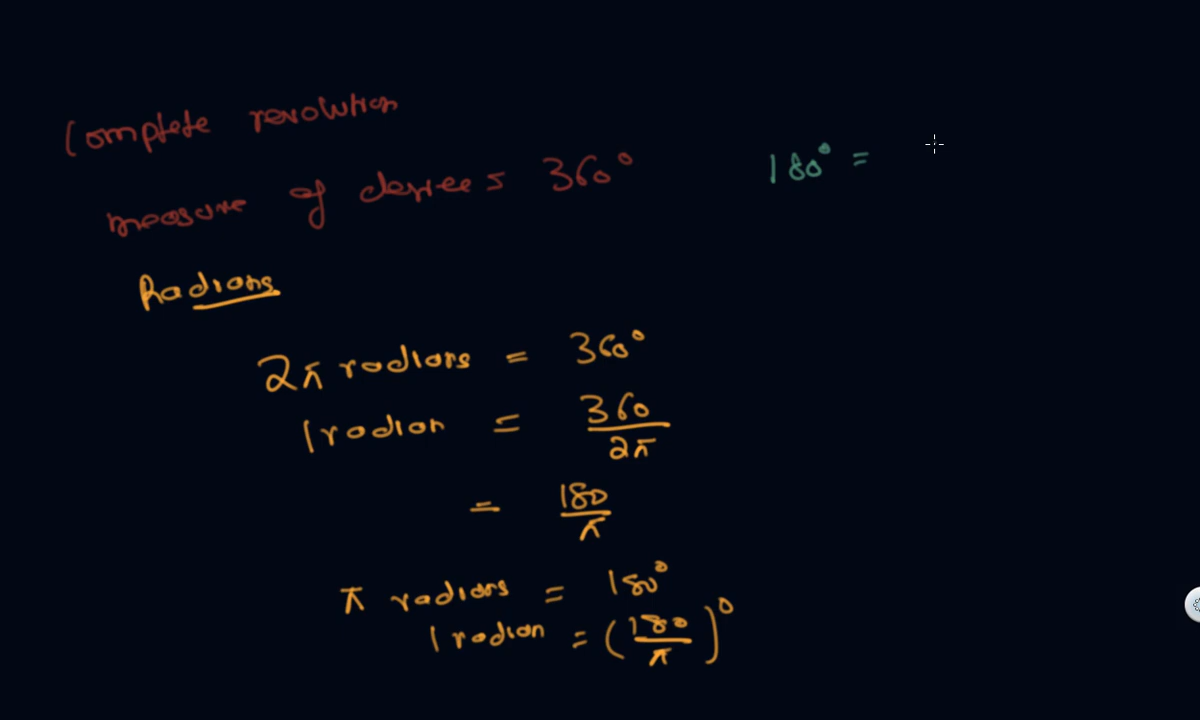 Complete revolution
measure of degree = 360°
180° =
Radians
2π radians = 360°
1 radian = 360/2π
= 180/π
π radians = 180°
1 radian = (180/π)°